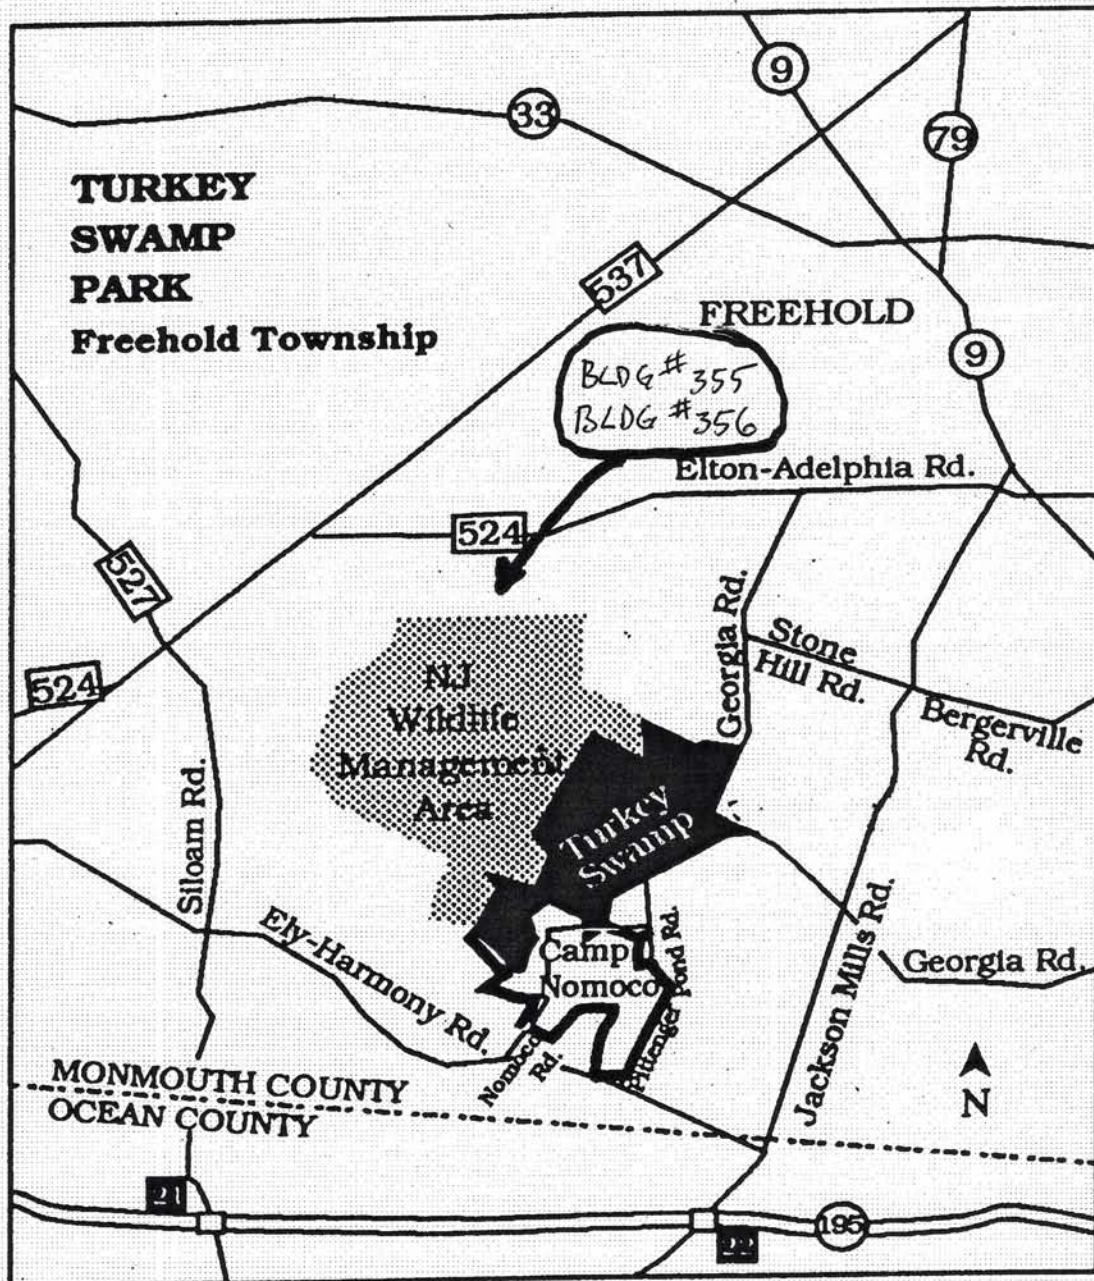 9
33
79
TURKEY
SWAMP
PARK
Freehold Township
537
FREEHOLD
9
BLDG # 355
BLDG # 356
Elton-Adelphia Rd.
524
527
Georgia Rd.
Stone
Hill Rd.
524
Bergerville
Rd.
NJ
Wildlife
Management
Area
Turkey
Swamp
Siloam Rd.
Ely-Harmony Rd.
Camp
Nomoco
Pittenger Pond Rd.
Jackson Mills Rd.
Georgia Rd.
Nomoco
Rd.
MONMOUTH COUNTY
OCEAN COUNTY
N
21
195
22